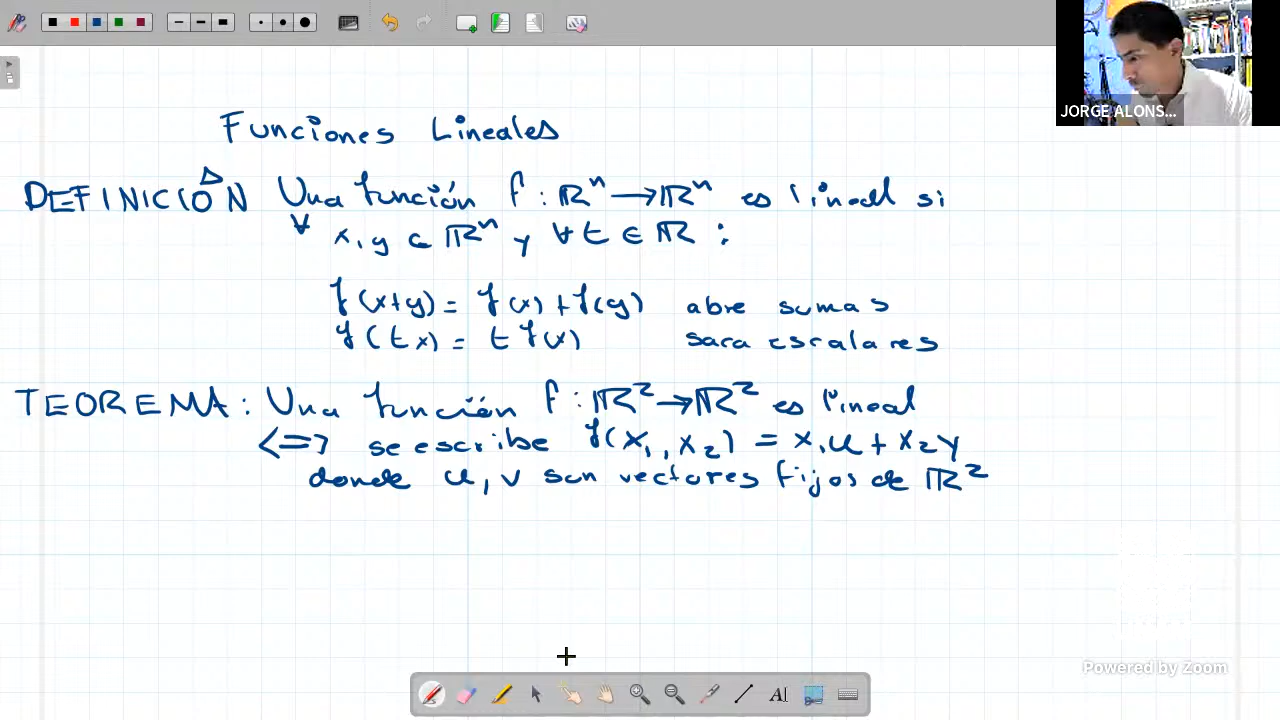 JORGE ALONS...
Funciones Lineales
DEFINICIÓN Una función f : ℝⁿ → ℝⁿ es lineal si
∀ x, y ∈ ℝⁿ y ∀ t ∈ ℝ :
f(x+y) = f(x) + f(y) abre sumas
f(tx) = t f(x) saca escalares
TEOREMA: Una función f : ℝ² → ℝ² es lineal
<=> se escribe f(x₁, x₂) = x₁u + x₂v
donde u, v son vectores fijos de ℝ²
Powered by Zoom
AI